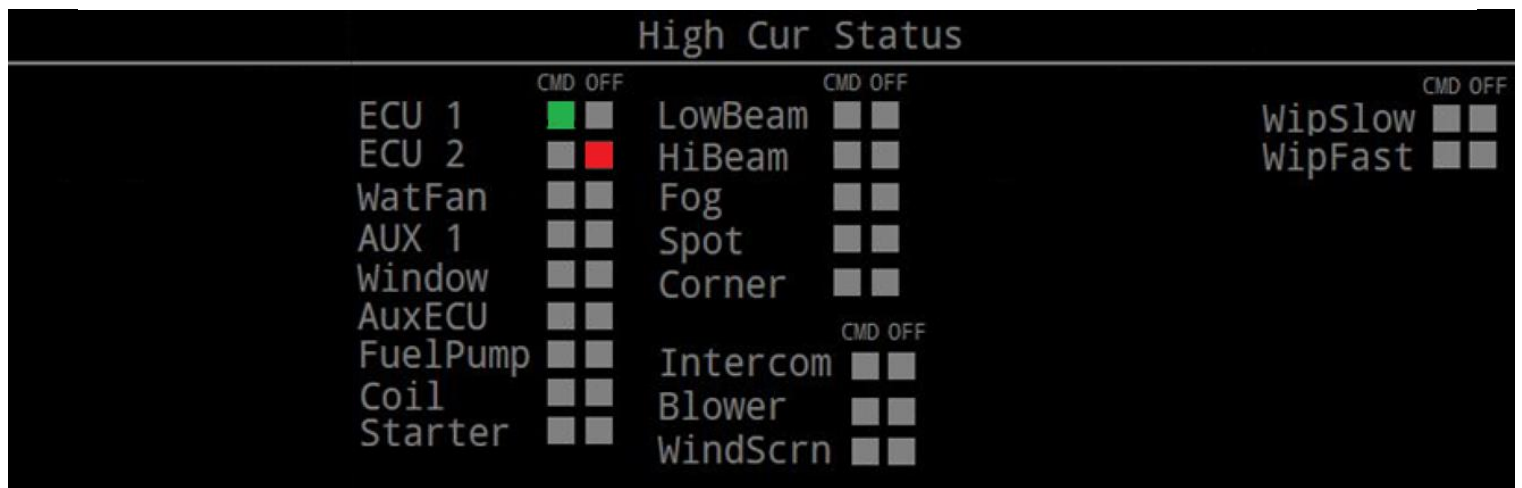 High Cur Status
CMD OFF
ECU 1
ECU 2
WatFan
AUX 1
Window
AuxECU
FuelPump
Coil
Starter
CMD OFF
LowBeam
HiBeam
Fog
Spot
Corner
CMD OFF
Intercom
Blower
WindScrn
CMD OFF
WipSlow
WipFast